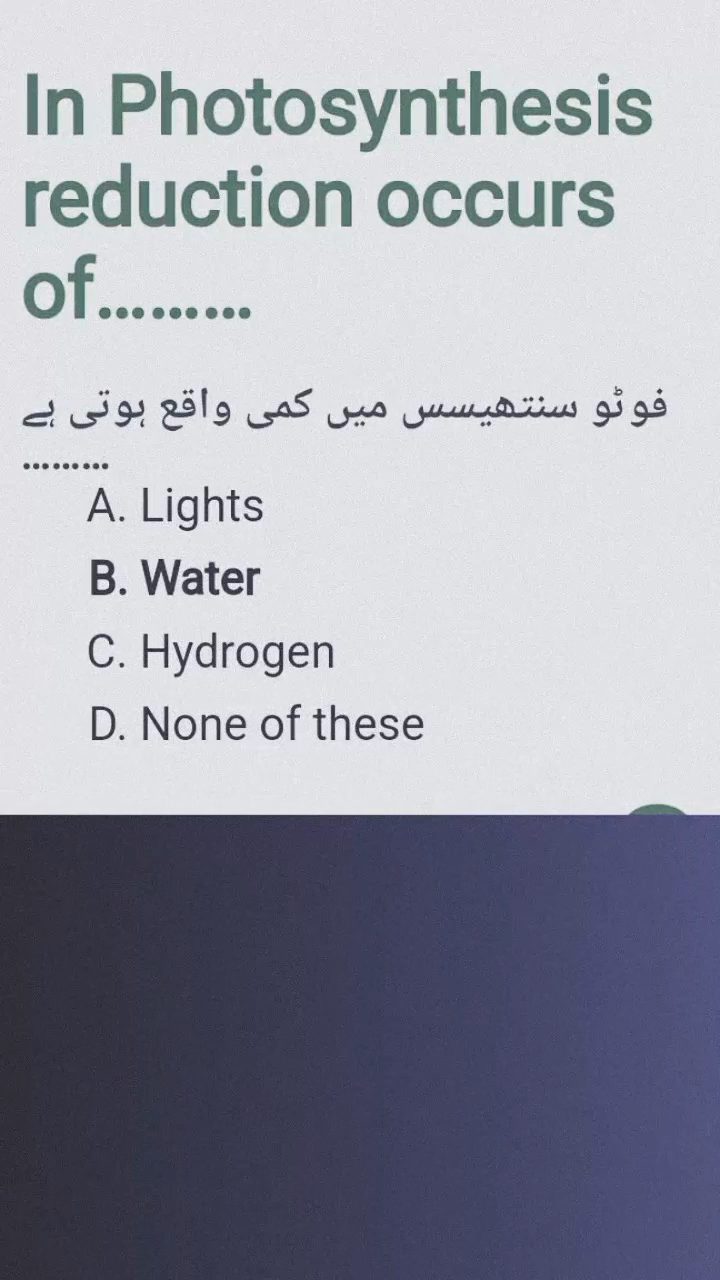 In Photosynthesis
reduction occurs
of.........
فوٹو سنتھیسس میں کمی واقع ہوتی ہے
.........
A. Lights
B. Water
C. Hydrogen
D. None of these